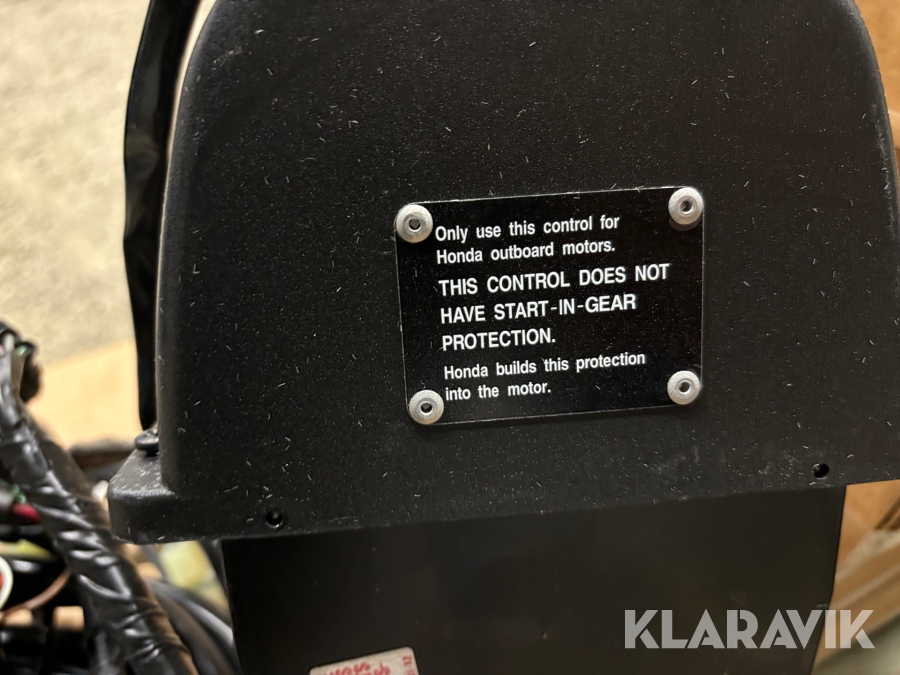 Only use this control for
Honda outboard motors.
THIS CONTROL DOES NOT
HAVE START-IN-GEAR
PROTECTION.
Honda builds this protection
into the motor.
KLARAVIK